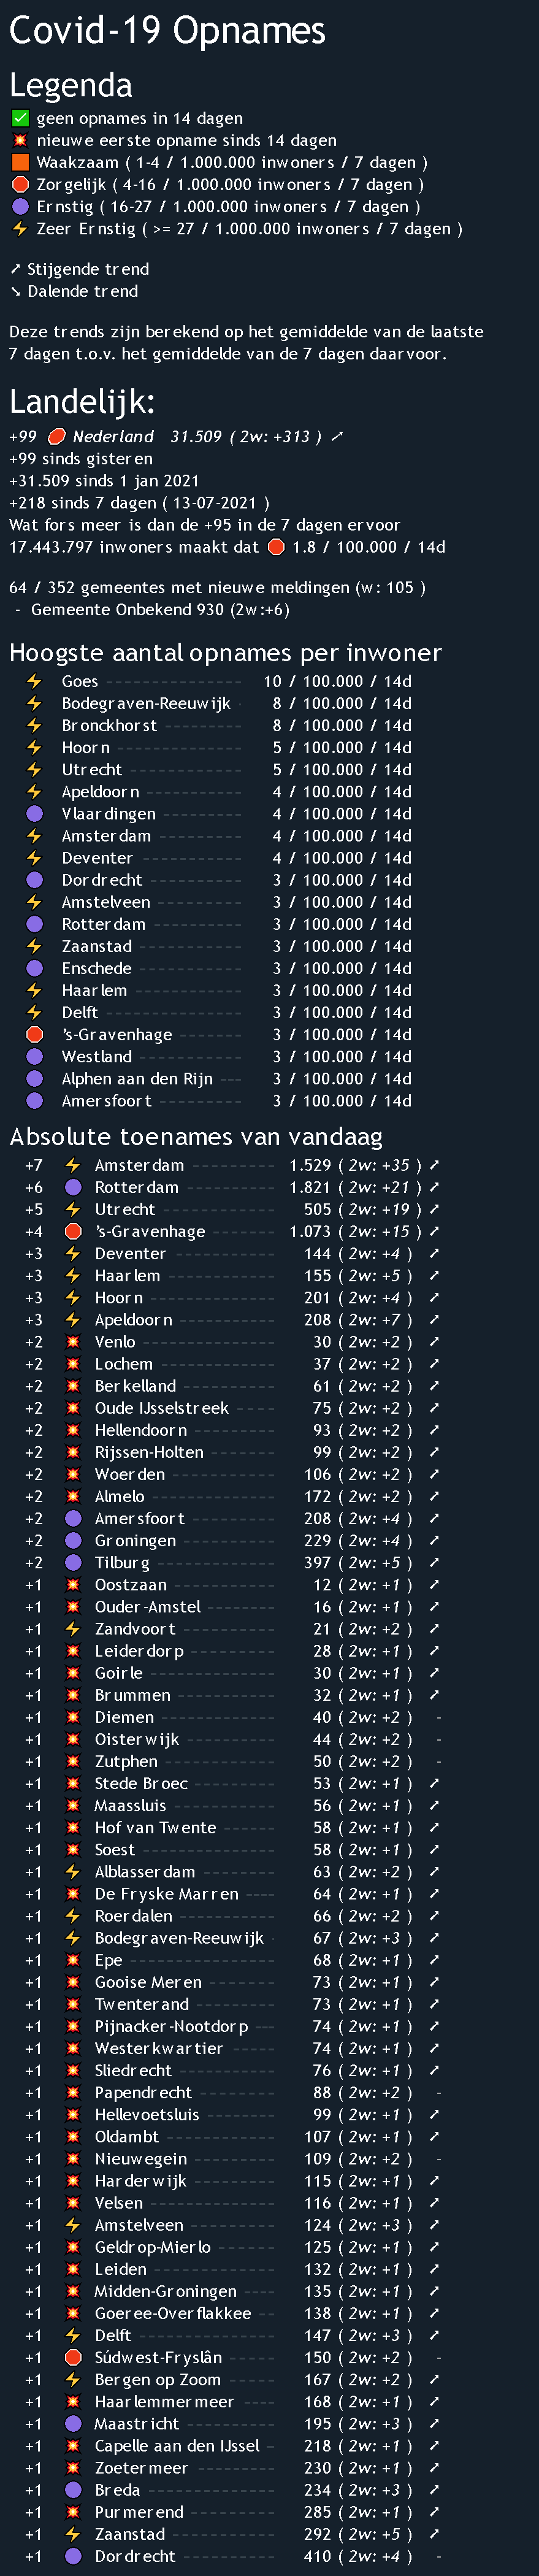 Covid-19 Opnames
Legenda
✅ geen opnames in 14 dagen
💥 nieuwe eerste opname sinds 14 dagen
🟧 Waakzaam ( 1-4 / 1.000.000 inwoners / 7 dagen )
🛑 Zorgelijk ( 4-16 / 1.000.000 inwoners / 7 dagen )
🟣 Ernstig ( 16-27 / 1.000.000 inwoners / 7 dagen )
⚡ Zeer Ernstig ( >= 27 / 1.000.000 inwoners / 7 dagen )
↗ Stijgende trend
↘ Dalende trend
Deze trends zijn berekend op het gemiddelde van de laatste
7 dagen t.o.v. het gemiddelde van de 7 dagen daarvoor.
Landelijk:
+99 🛑 Nederland 31.509 ( 2w: +313 ) ↗
+99 sinds gisteren
+31.509 sinds 1 jan 2021
+218 sinds 7 dagen ( 13-07-2021 )
Wat fors meer is dan de +95 in de 7 dagen ervoor
17.443.797 inwoners maakt dat 🛑 1.8 / 100.000 / 14d
64 / 352 gemeentes met nieuwe meldingen (w: 105 )
- Gemeente Onbekend 930 (2w:+6)
Hoogste aantal opnames per inwoner
⚡ Goes 10 / 100.000 / 14d
⚡ Bodegraven-Reeuwijk 8 / 100.000 / 14d
⚡ Bronckhorst 8 / 100.000 / 14d
⚡ Hoorn 5 / 100.000 / 14d
⚡ Utrecht 5 / 100.000 / 14d
⚡ Apeldoorn 4 / 100.000 / 14d
🟣 Vlaardingen 4 / 100.000 / 14d
⚡ Amsterdam 4 / 100.000 / 14d
⚡ Deventer 4 / 100.000 / 14d
🟣 Dordrecht 3 / 100.000 / 14d
⚡ Amstelveen 3 / 100.000 / 14d
🟣 Rotterdam 3 / 100.000 / 14d
⚡ Zaanstad 3 / 100.000 / 14d
🟣 Enschede 3 / 100.000 / 14d
⚡ Haarlem 3 / 100.000 / 14d
⚡ Delft 3 / 100.000 / 14d
🛑 's-Gravenhage 3 / 100.000 / 14d
🟣 Westland 3 / 100.000 / 14d
🟣 Alphen aan den Rijn 3 / 100.000 / 14d
🟣 Amersfoort 3 / 100.000 / 14d
Absolute toenames van vandaag
+7 ⚡ Amsterdam 1.529 ( 2w: +35 ) ↗
+6 🟣 Rotterdam 1.821 ( 2w: +21 ) ↗
+5 ⚡ Utrecht 505 ( 2w: +19 ) ↗
+4 🛑 's-Gravenhage 1.073 ( 2w: +15 ) ↗
+3 ⚡ Deventer 144 ( 2w: +4 ) ↗
+3 ⚡ Haarlem 155 ( 2w: +5 ) ↗
+3 ⚡ Hoorn 201 ( 2w: +4 ) ↗
+3 ⚡ Apeldoorn 208 ( 2w: +7 ) ↗
+2 💥 Venlo 30 ( 2w: +2 ) ↗
+2 💥 Lochem 37 ( 2w: +2 ) ↗
+2 💥 Berkelland 61 ( 2w: +2 ) ↗
+2 💥 Oude IJsselstreek 75 ( 2w: +2 ) ↗
+2 💥 Hellendoorn 93 ( 2w: +2 ) ↗
+2 💥 Rijssen-Holten 99 ( 2w: +2 ) ↗
+2 💥 Woerden 106 ( 2w: +2 ) ↗
+2 💥 Almelo 172 ( 2w: +2 ) ↗
+2 🟣 Amersfoort 208 ( 2w: +4 ) ↗
+2 🟣 Groningen 229 ( 2w: +4 ) ↗
+2 🟣 Tilburg 397 ( 2w: +5 ) ↗
+1 💥 Oostzaan 12 ( 2w: +1 ) ↗
+1 💥 Ouder-Amstel 16 ( 2w: +1 ) ↗
+1 ⚡ Zandvoort 21 ( 2w: +2 ) ↗
+1 💥 Leiderdorp 28 ( 2w: +1 ) ↗
+1 💥 Goirle 30 ( 2w: +1 ) ↗
+1 💥 Brummen 32 ( 2w: +1 ) ↗
+1 💥 Diemen 40 ( 2w: +2 ) -
+1 💥 Oisterwijk 44 ( 2w: +2 ) -
+1 💥 Zutphen 50 ( 2w: +2 ) -
+1 💥 Stede Broec 53 ( 2w: +1 ) ↗
+1 💥 Maassluis 56 ( 2w: +1 ) ↗
+1 💥 Hof van Twente 58 ( 2w: +1 ) ↗
+1 💥 Soest 58 ( 2w: +1 ) ↗
+1 ⚡ Alblasserdam 63 ( 2w: +2 ) ↗
+1 💥 De Fryske Marren 64 ( 2w: +1 ) ↗
+1 ⚡ Roerdalen 66 ( 2w: +2 ) ↗
+1 ⚡ Bodegraven-Reeuwijk 67 ( 2w: +3 ) ↗
+1 💥 Epe 68 ( 2w: +1 ) ↗
+1 💥 Gooise Meren 73 ( 2w: +1 ) ↗
+1 💥 Twenterand 73 ( 2w: +1 ) ↗
+1 💥 Pijnacker-Nootdorp 74 ( 2w: +1 ) ↗
+1 💥 Westerkwartier 74 ( 2w: +1 ) ↗
+1 💥 Sliedrecht 76 ( 2w: +1 ) ↗
+1 💥 Papendrecht 88 ( 2w: +2 ) -
+1 💥 Hellevoetsluis 99 ( 2w: +1 ) ↗
+1 💥 Oldambt 107 ( 2w: +1 ) ↗
+1 💥 Nieuwegein 109 ( 2w: +2 ) -
+1 💥 Harderwijk 115 ( 2w: +1 ) ↗
+1 💥 Velsen 116 ( 2w: +1 ) ↗
+1 ⚡ Amstelveen 124 ( 2w: +3 ) ↗
+1 💥 Geldrop-Mierlo 125 ( 2w: +1 ) ↗
+1 💥 Leiden 132 ( 2w: +1 ) ↗
+1 💥 Midden-Groningen 135 ( 2w: +1 ) ↗
+1 💥 Goeree-Overflakkee 138 ( 2w: +1 ) ↗
+1 ⚡ Delft 147 ( 2w: +3 ) ↗
+1 🛑 Súdwest-Fryslân 150 ( 2w: +2 ) -
+1 ⚡ Bergen op Zoom 167 ( 2w: +2 ) ↗
+1 💥 Haarlemmermeer 168 ( 2w: +1 ) ↗
+1 🟣 Maastricht 195 ( 2w: +3 ) ↗
+1 💥 Capelle aan den IJssel 218 ( 2w: +1 ) ↗
+1 💥 Zoetermeer 230 ( 2w: +1 ) ↗
+1 🟣 Breda 234 ( 2w: +3 ) ↗
+1 💥 Purmerend 285 ( 2w: +1 ) ↗
+1 ⚡ Zaanstad 292 ( 2w: +5 ) ↗
+1 🟣 Dordrecht 410 ( 2w: +4 ) -